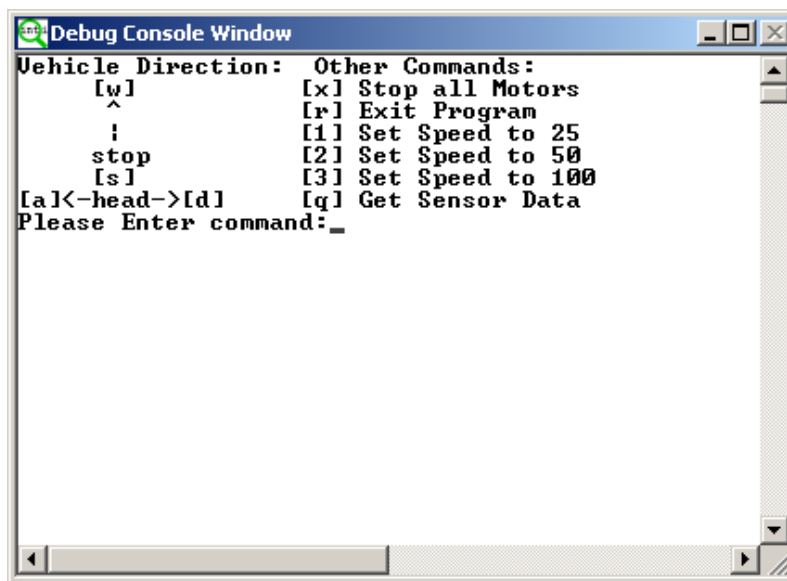 Debug Console Window
Vehicle Direction:  Other Commands:
     [w]          [x] Stop all Motors
      ^           [r] Exit Program
      ¦           [1] Set Speed to 25
     stop         [2] Set Speed to 50
     [s]          [3] Set Speed to 100
[a]<-head->[d]     [q] Get Sensor Data
Please Enter command:_